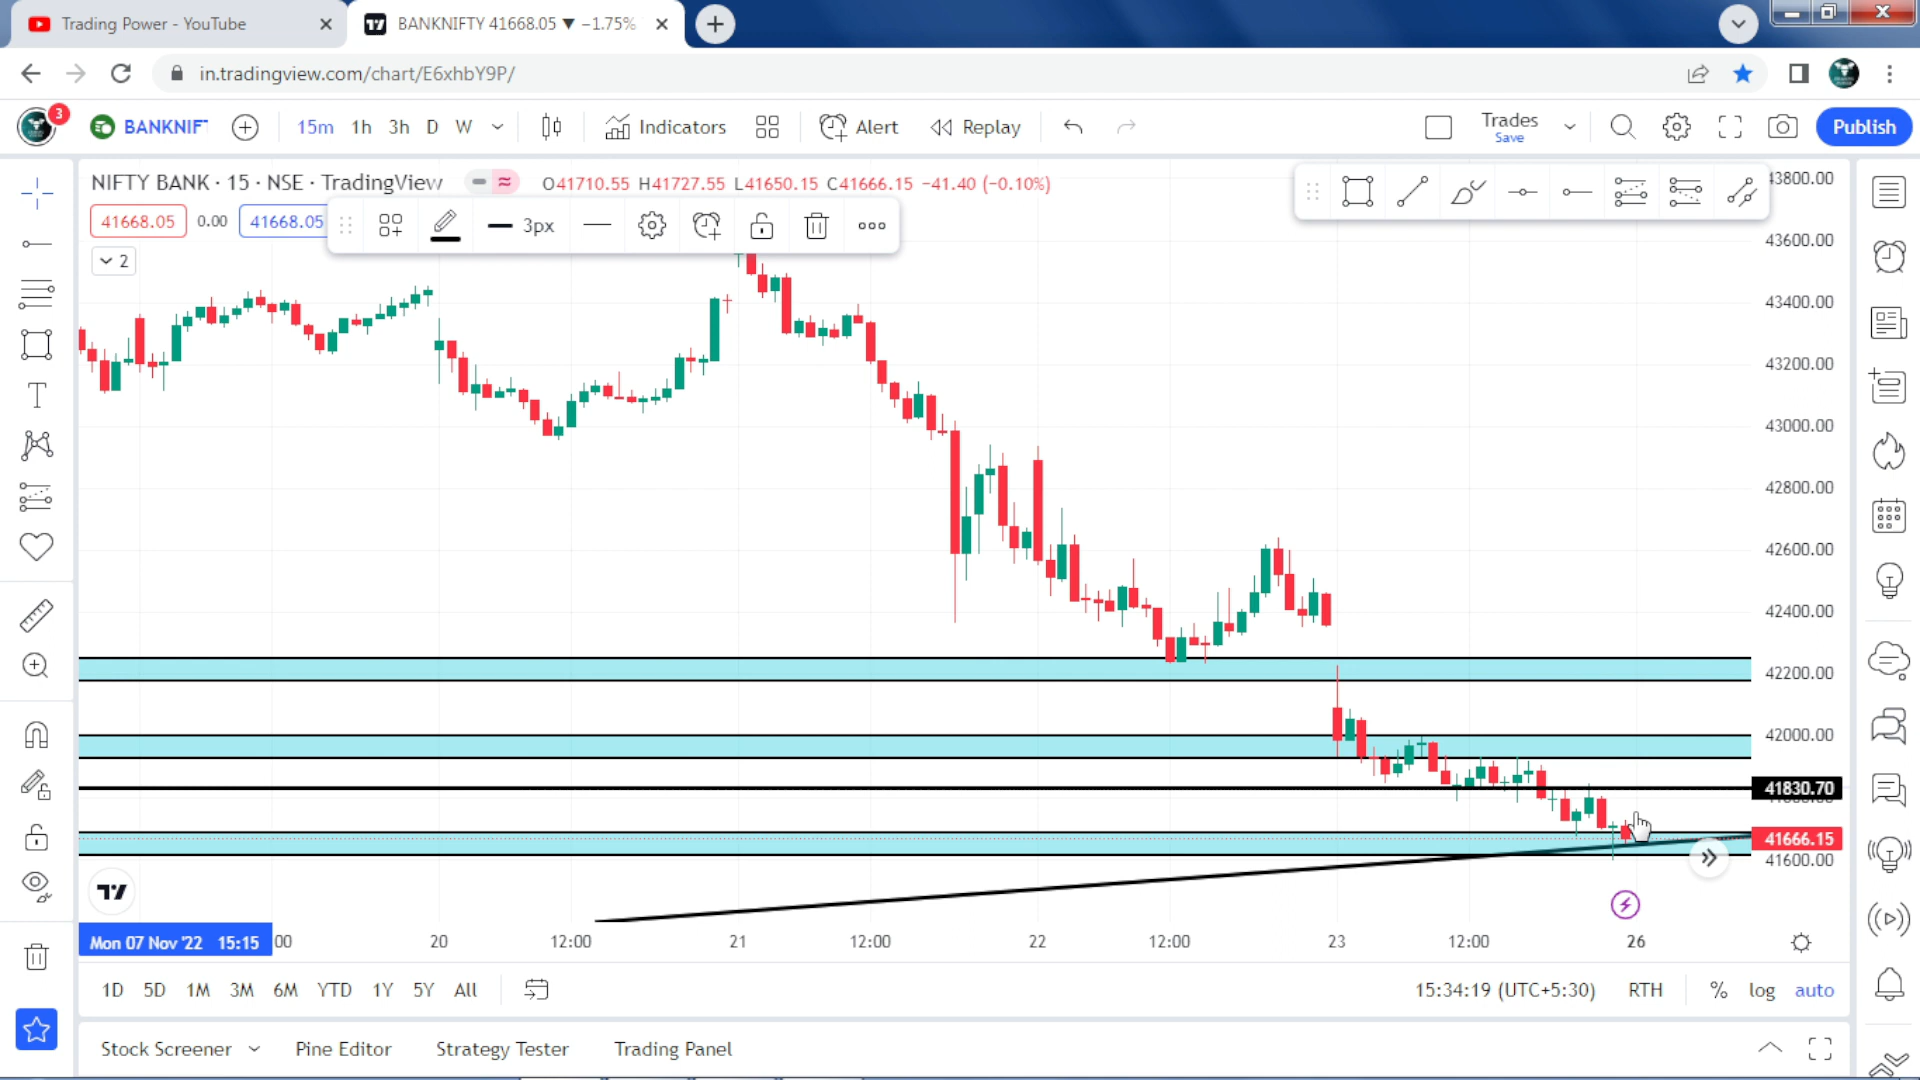 Trading Power - YouTube
BANKNIFTY 41668.05 ▼ −1.75%
in.tradingview.com/chart/E6xhbY9P/
3
BANKNIFT
15m 1h 3h D W
Indicators
Alert
Replay
Trades
Save
Publish
NIFTY BANK · 15 · NSE · TradingView
O41710.55 H41727.55 L41650.15 C41666.15 −41.40 (−0.10%)
41668.05 0.00 41668.05
3px
2
43800.00
43600.00
43400.00
43200.00
43000.00
42800.00
42600.00
42400.00
42200.00
42000.00
41830.70
41666.15
41600.00
Mon 07 Nov '22 15:15
:00 20 12:00 21 12:00 22 12:00 23 12:00 26
1D 5D 1M 3M 6M YTD 1Y 5Y All
15:34:19 (UTC+5:30) RTH % log auto
Stock Screener Pine Editor Strategy Tester Trading Panel